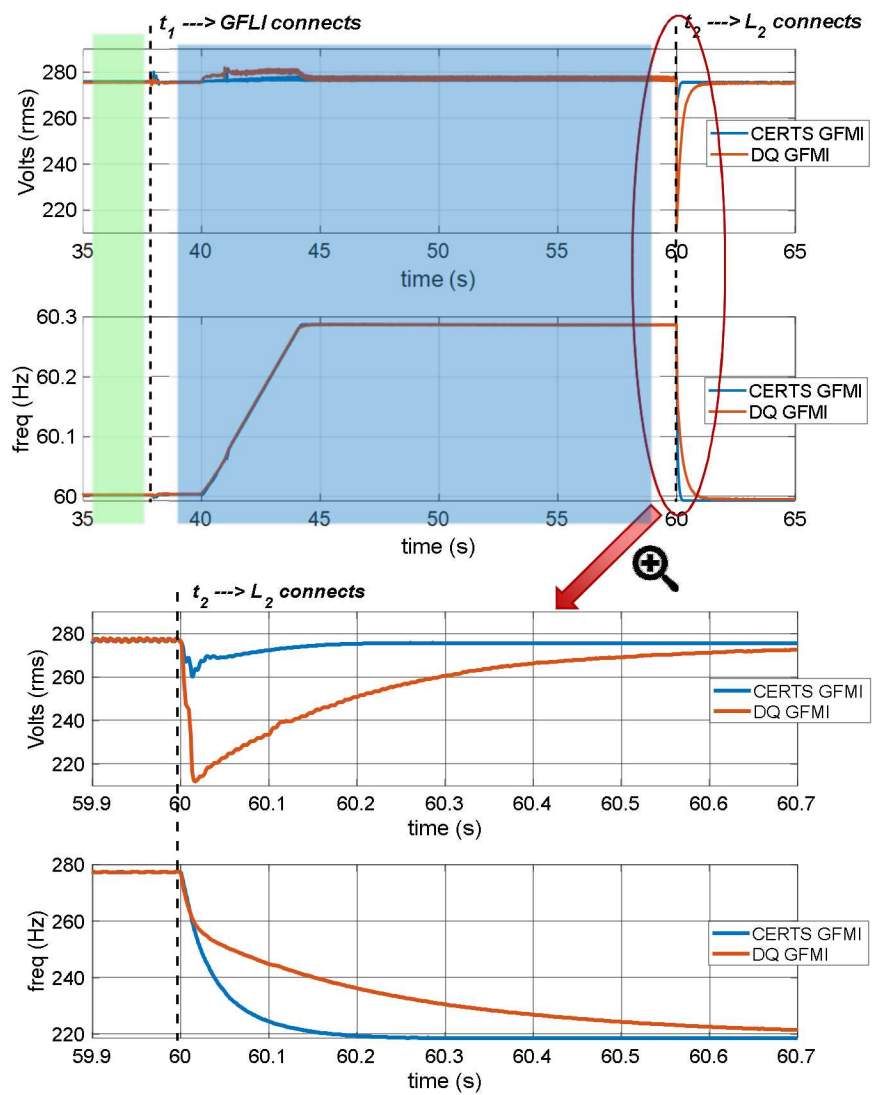 t1 ---> GFLI connects
t2 ---> L2 connects
280
260
240
220
Volts (rms)
CERTS GFMI
DQ GFMI
35 40 45 50 55 60 65
time (s)
60.3
60.2
60.1
60
freq (Hz)
CERTS GFMI
DQ GFMI
35 40 45 50 55 60 65
time (s)
t2 ---> L2 connects
280
260
240
220
Volts (rms)
CERTS GFMI
DQ GFMI
59.9 60 60.1 60.2 60.3 60.4 60.5 60.6 60.7
time (s)
280
260
240
220
freq (Hz)
CERTS GFMI
DQ GFMI
59.9 60 60.1 60.2 60.3 60.4 60.5 60.6 60.7
time (s)